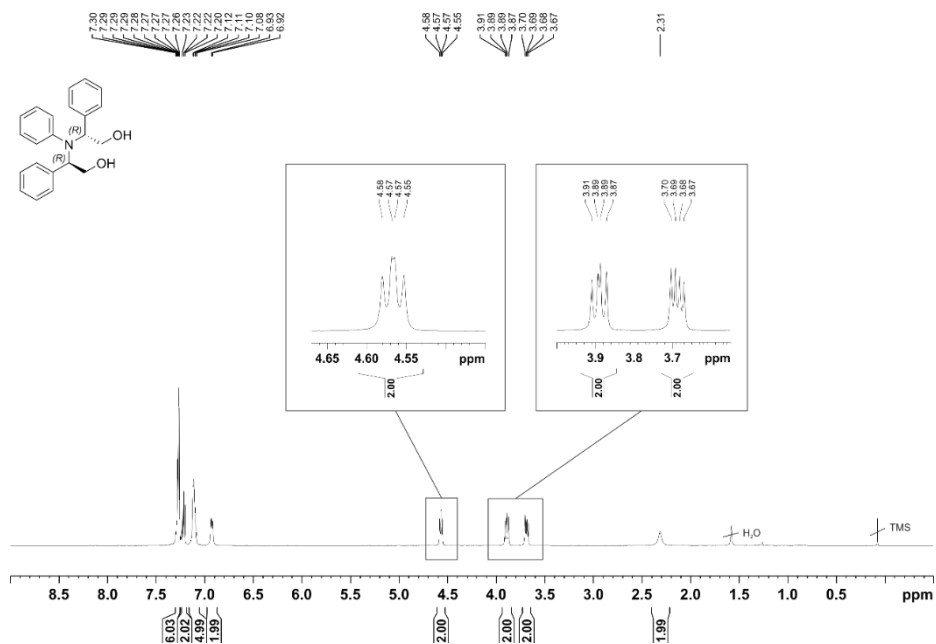 7.30 7.29 7.29 7.29 7.28 7.27 7.27 7.27 7.26 7.23 7.22 7.22 7.20 7.12 7.11 7.10 7.08 6.93 6.92
4.58 4.57 4.57 4.55
3.91 3.89 3.89 3.87 3.70 3.69 3.68 3.67
2.31
(R)
OH
N
(R)
OH
4.58 4.57 4.57 4.55
4.65 4.60 4.55 ppm
2.00
3.91 3.89 3.89 3.87 3.70 3.69 3.68 3.67
3.9 3.8 3.7 ppm
2.00 2.00
H₂O
TMS
8.5 8.0 7.5 7.0 6.5 6.0 5.5 5.0 4.5 4.0 3.5 3.0 2.5 2.0 1.5 1.0 0.5 ppm
6.03 2.02 4.99 1.99 2.00 2.00 2.00 1.99